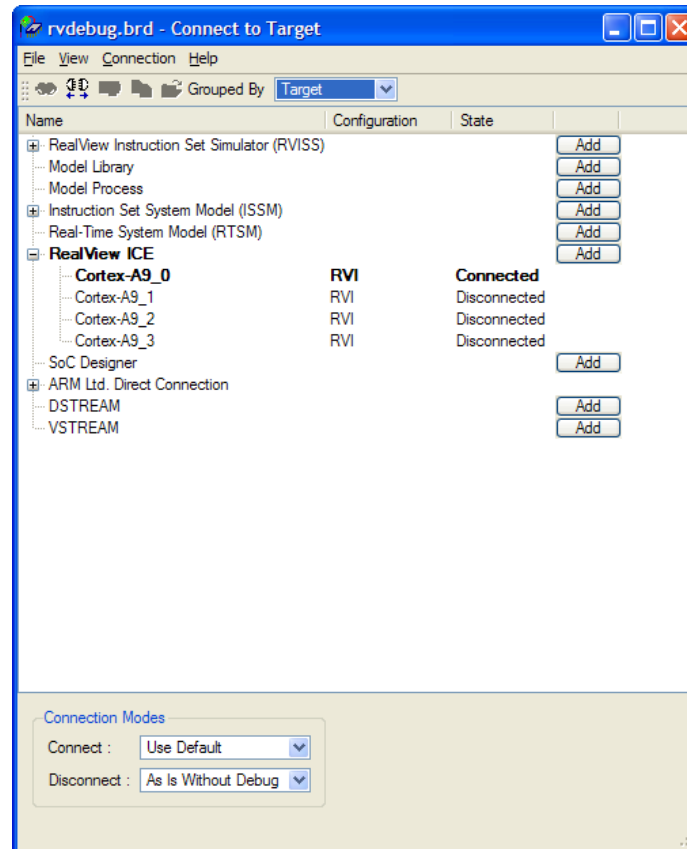 rvdebug.brd - Connect to Target
File View Connection Help
Grouped By Target
Name Configuration State
RealView Instruction Set Simulator (RVISS) Add
Model Library Add
Model Process Add
Instruction Set System Model (ISSM) Add
Real-Time System Model (RTSM) Add
RealView ICE Add
Cortex-A9_0 RVI Connected
Cortex-A9_1 RVI Disconnected
Cortex-A9_2 RVI Disconnected
Cortex-A9_3 RVI Disconnected
SoC Designer Add
ARM Ltd. Direct Connection
DSTREAM Add
VSTREAM Add
Connection Modes
Connect : Use Default
Disconnect : As Is Without Debug